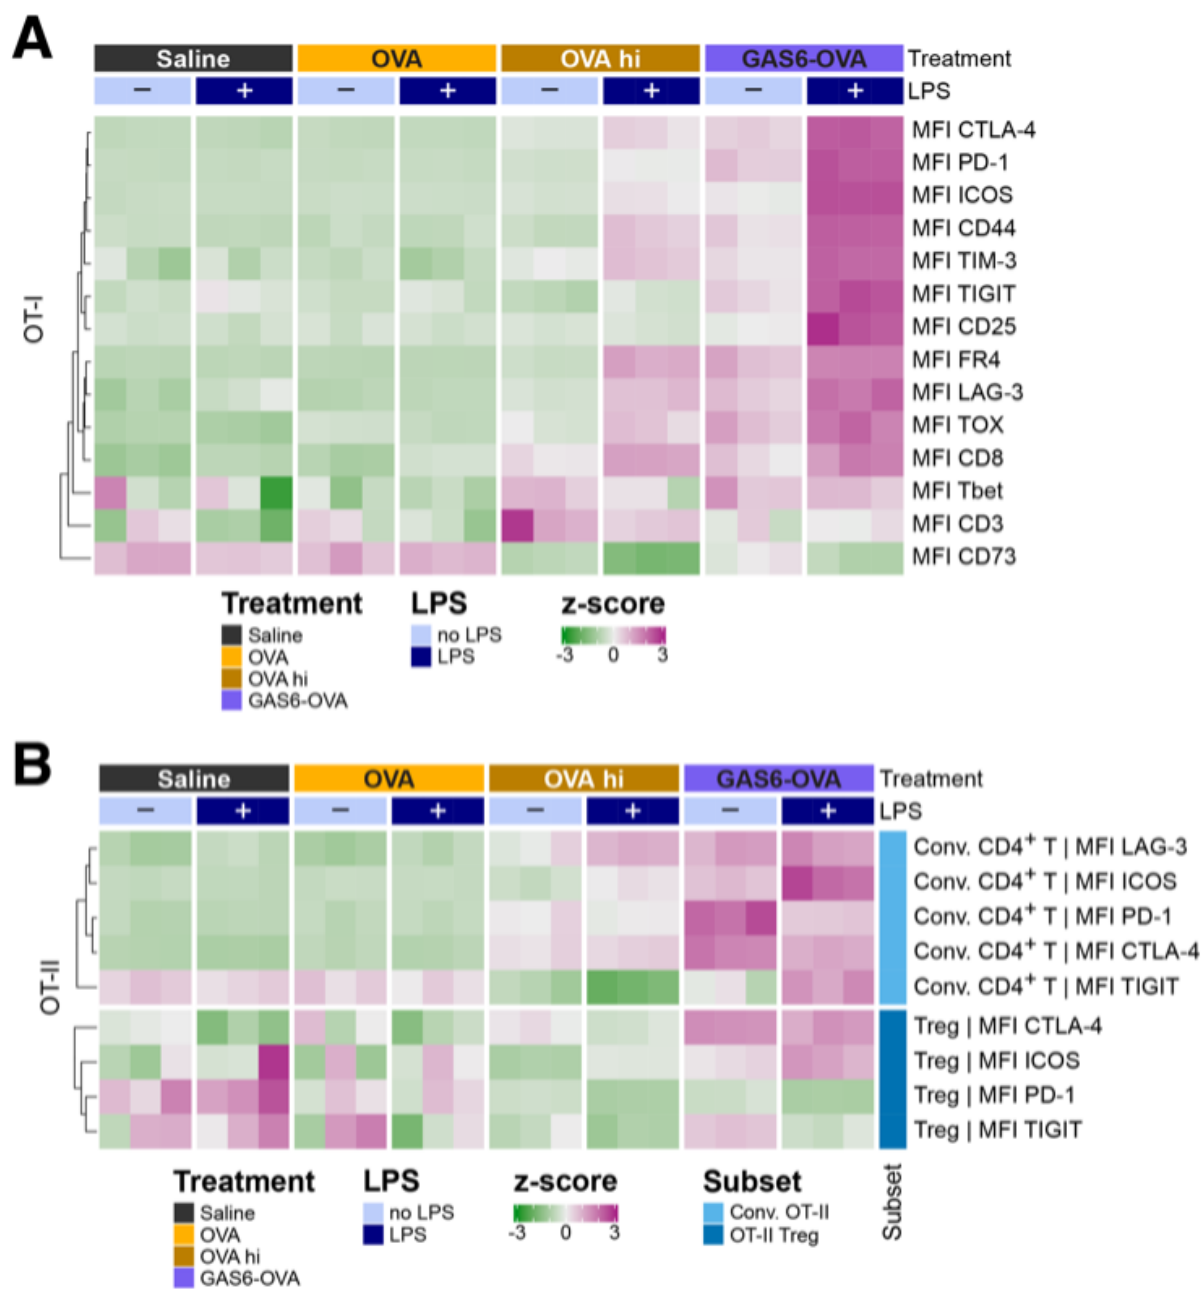 A
Saline OVA OVA hi GAS6-OVA Treatment
− + − + − + − + LPS
OT-I
MFI CTLA-4
MFI PD-1
MFI ICOS
MFI CD44
MFI TIM-3
MFI TIGIT
MFI CD25
MFI FR4
MFI LAG-3
MFI TOX
MFI CD8
MFI Tbet
MFI CD3
MFI CD73
Treatment LPS z-score
Saline no LPS
OVA LPS -3 0 3
OVA hi
GAS6-OVA
B
Saline OVA OVA hi GAS6-OVA Treatment
− + − + − + − + LPS
OT-II
Conv. CD4⁺ T | MFI LAG-3
Conv. CD4⁺ T | MFI ICOS
Conv. CD4⁺ T | MFI PD-1
Conv. CD4⁺ T | MFI CTLA-4
Conv. CD4⁺ T | MFI TIGIT
Treg | MFI CTLA-4
Treg | MFI ICOS
Treg | MFI PD-1
Treg | MFI TIGIT
Subset
Treatment LPS z-score Subset
Saline no LPS Conv. OT-II
OVA LPS -3 0 3 OT-II Treg
OVA hi
GAS6-OVA